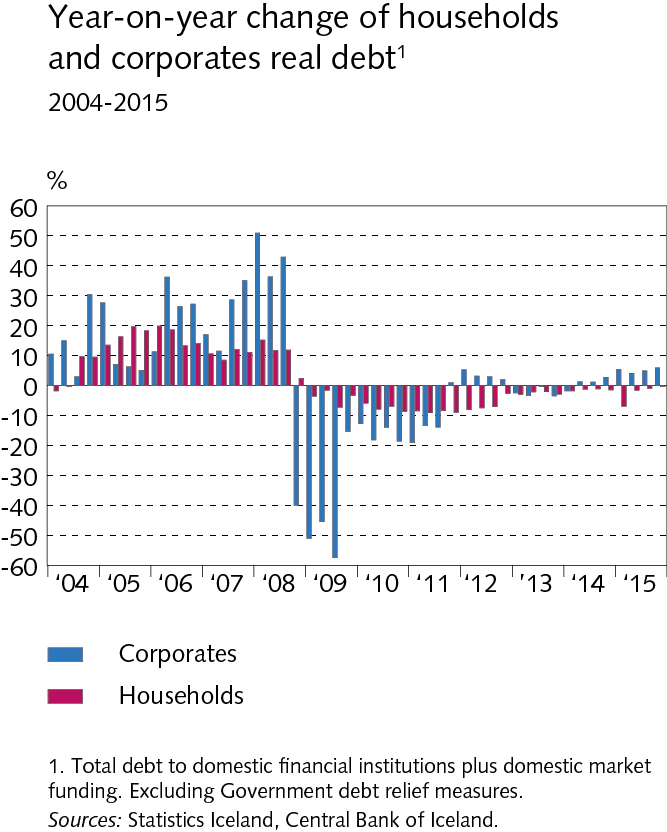 Year-on-year change of households
and corporates real debt1
2004-2015
%
60
50
40
30
20
10
0
-10
-20
-30
-40
-50
-60
‘04 ‘05 ‘06 ‘07 ‘08 ‘09 ‘10 ‘11 ‘12 ’13 ‘14 ‘15
Corporates
Households
1. Total debt to domestic financial institutions plus domestic market
funding. Excluding Government debt relief measures.
Sources: Statistics Iceland, Central Bank of Iceland.